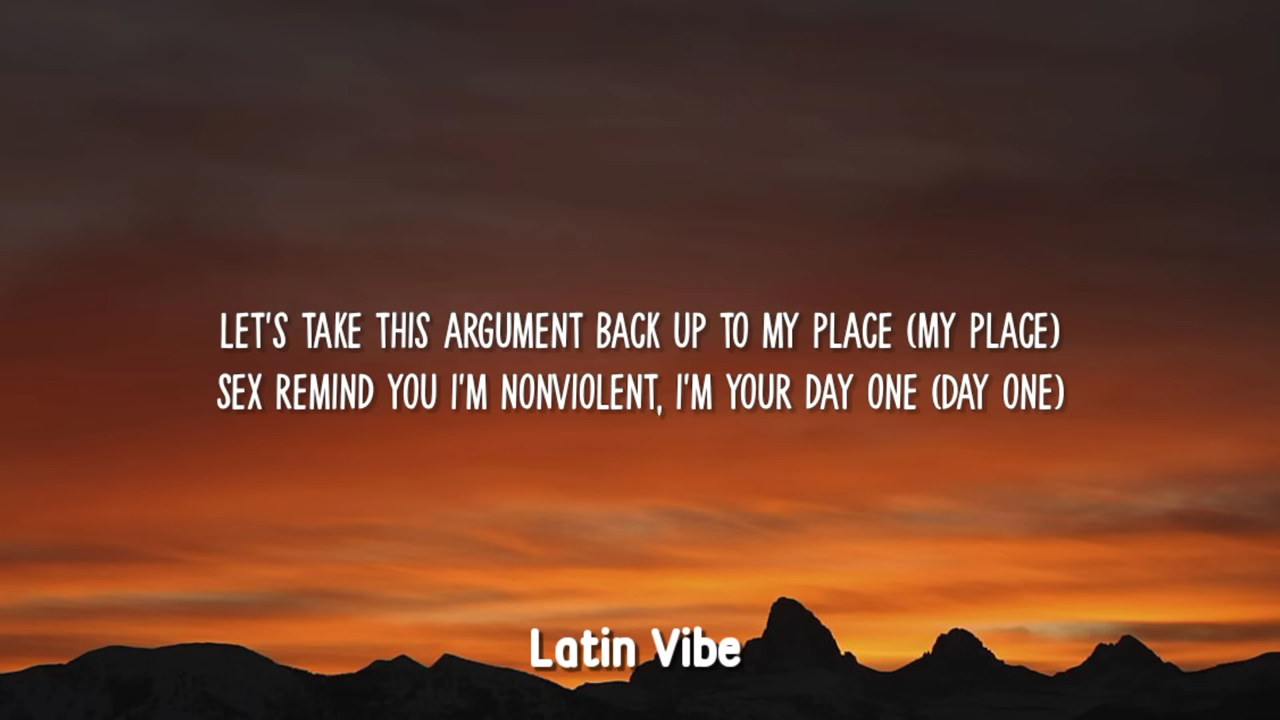 LET'S TAKE THIS ARGUMENT BACK UP TO MY PLACE (MY PLACE)
SEX REMIND YOU I'M NONVIOLENT, I'M YOUR DAY ONE (DAY ONE)
Latin Vibe